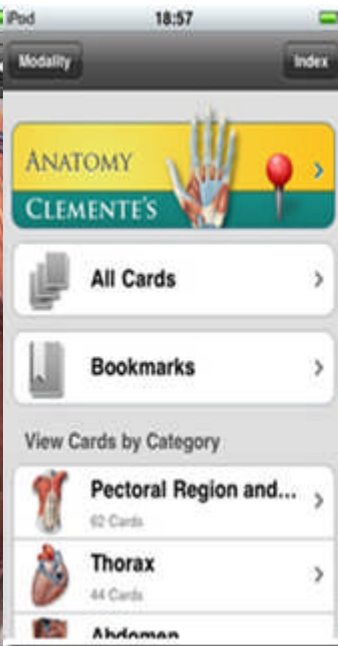 iPod 18:57
Modality Index
ANATOMY
CLEMENTE'S
All Cards
Bookmarks
View Cards by Category
Pectoral Region and...
62 Cards
Thorax
44 Cards
Abdomen